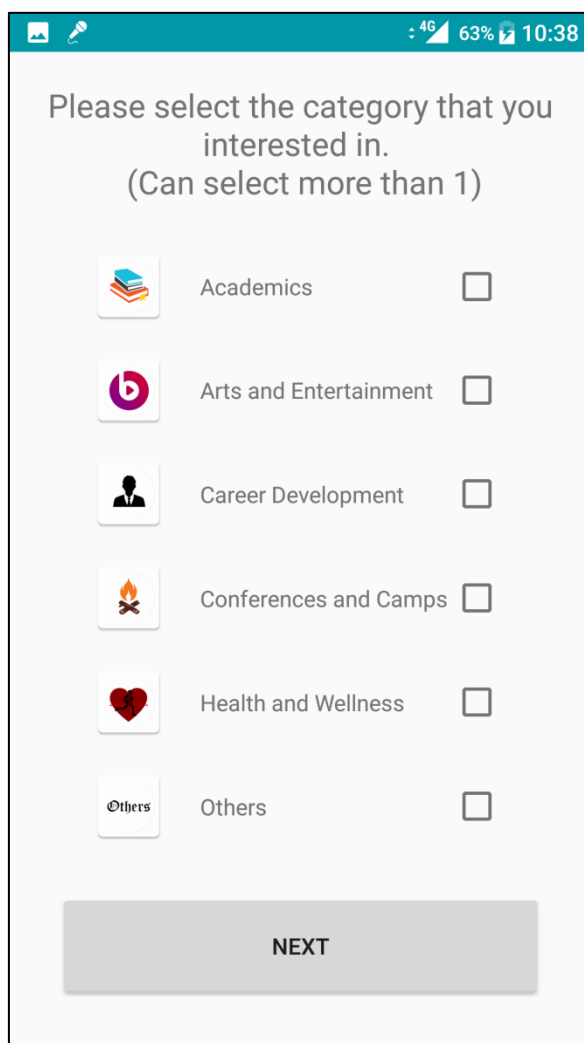 4G 63% 10:38
Please select the category that you
interested in.
(Can select more than 1)
Academics
b Arts and Entertainment
Career Development
Conferences and Camps
Health and Wellness
Others Others
NEXT